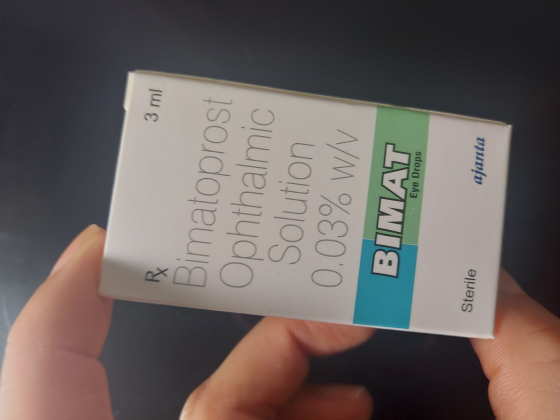 Rx
3 ml
Bimatoprost
Ophthalmic
Solution
0.03% w/v
BIMAT
Eye Drops
Sterile
ajanta